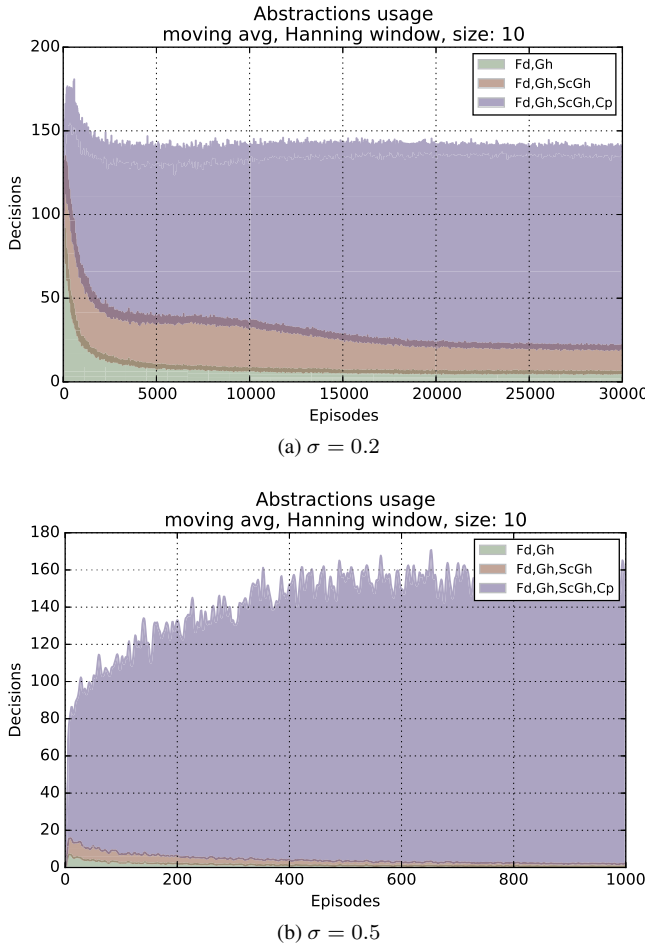 Abstractions usage
moving avg, Hanning window, size: 10
200
150
100
50
0
Decisions
Fd,Gh
Fd,Gh,ScGh
Fd,Gh,ScGh,Cp
0 5000 10000 15000 20000 25000 30000
Episodes
(a) σ = 0.2
Abstractions usage
moving avg, Hanning window, size: 10
180
160
140
120
100
80
60
40
20
0
Decisions
Fd,Gh
Fd,Gh,ScGh
Fd,Gh,ScGh,Cp
0 200 400 600 800 1000
Episodes
(b) σ = 0.5